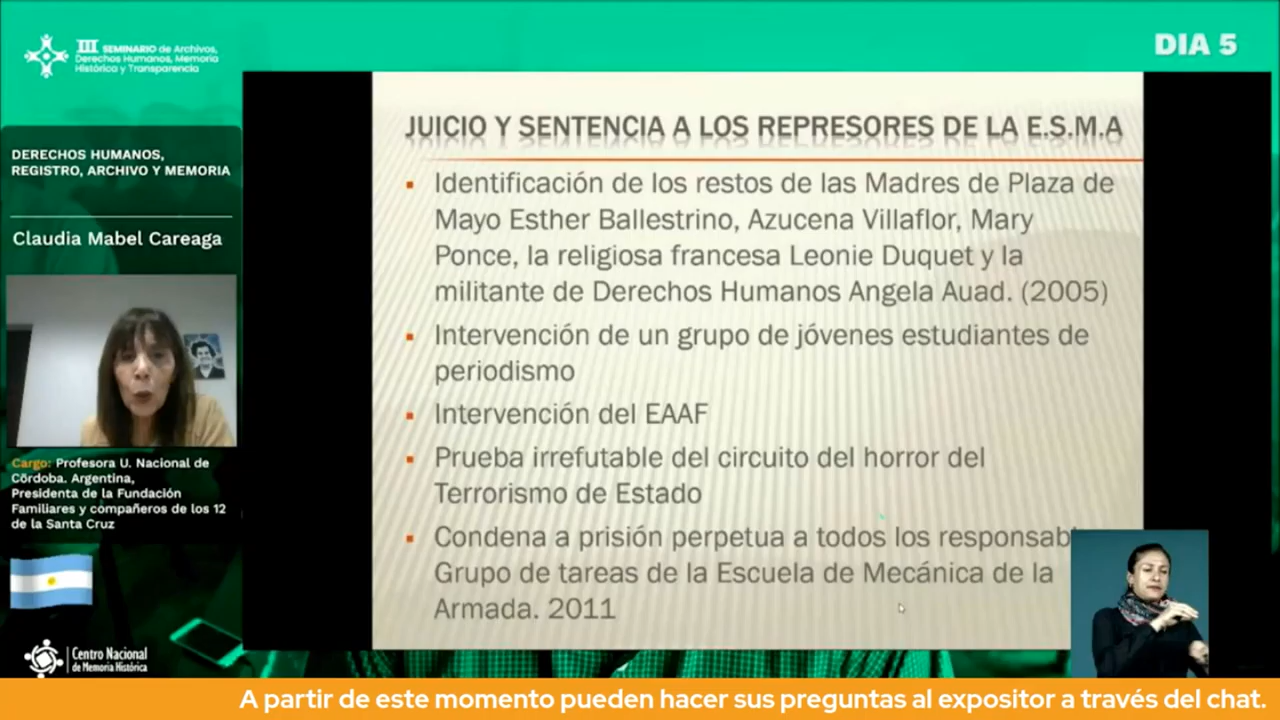 III SEMINARIO de Archivos,
Derechos Humanos, Memoria
Histórica y Transparencia
DIA 5
DERECHOS HUMANOS,
REGISTRO, ARCHIVO Y MEMORIA
Claudia Mabel Careaga
Cargo: Profesora U. Nacional de
Córdoba. Argentina,
Presidenta de la Fundación
Familiares y compañeros de los 12
de la Santa Cruz
Centro Nacional
de Memoria Histórica
JUICIO Y SENTENCIA A LOS REPRESORES DE LA E.S.M.A
Identificación de los restos de las Madres de Plaza de
Mayo Esther Ballestrino, Azucena Villaflor, Mary
Ponce, la religiosa francesa Leonie Duquet y la
militante de Derechos Humanos Angela Auad. (2005)
Intervención de un grupo de jóvenes estudiantes de
periodismo
Intervención del EAAF
Prueba irrefutable del circuito del horror del
Terrorismo de Estado
Condena a prisión perpetua a todos los responsab
Grupo de tareas de la Escuela de Mecánica de la
Armada. 2011
A partir de este momento pueden hacer sus preguntas al expositor a través del chat.